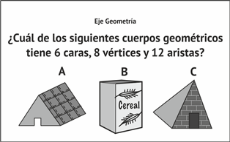 Eje Geometría
¿Cuál de los siguientes cuerpos geométricos
tiene 6 caras, 8 vértices y 12 aristas?
A B C
Cereal